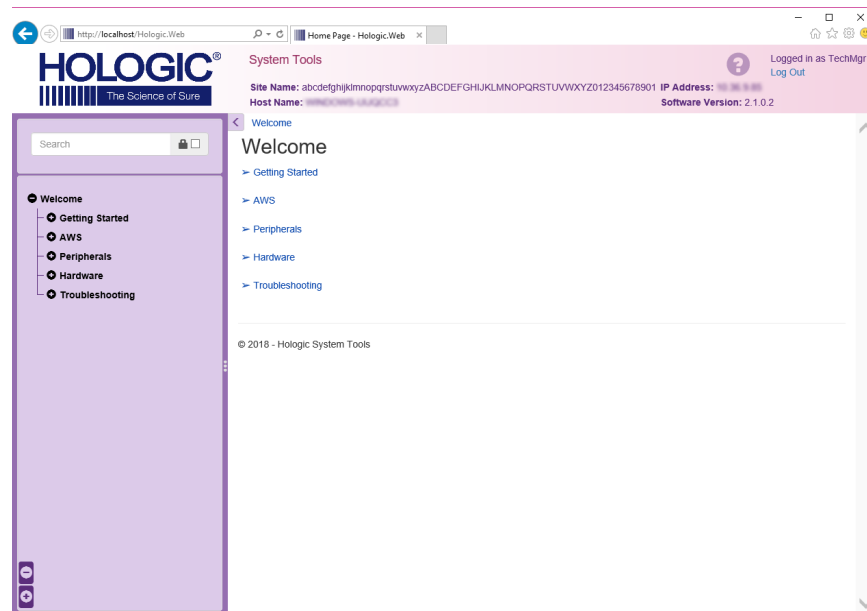 http://localhost/Hologic.Web
Home Page - Hologic.Web
HOLOGIC®
The Science of Sure
System Tools
Logged in as TechMgr
Log Out
Site Name: abcdefghijklmnopqrstuvwxyzABCDEFGHIJKLMNOPQRSTUVWXYZ012345678901 IP Address:
Host Name: Software Version: 2.1.0.2
Search
Welcome
Getting Started
AWS
Peripherals
Hardware
Troubleshooting
Welcome
Welcome
➢ Getting Started
➢ AWS
➢ Peripherals
➢ Hardware
➢ Troubleshooting
© 2018 - Hologic System Tools